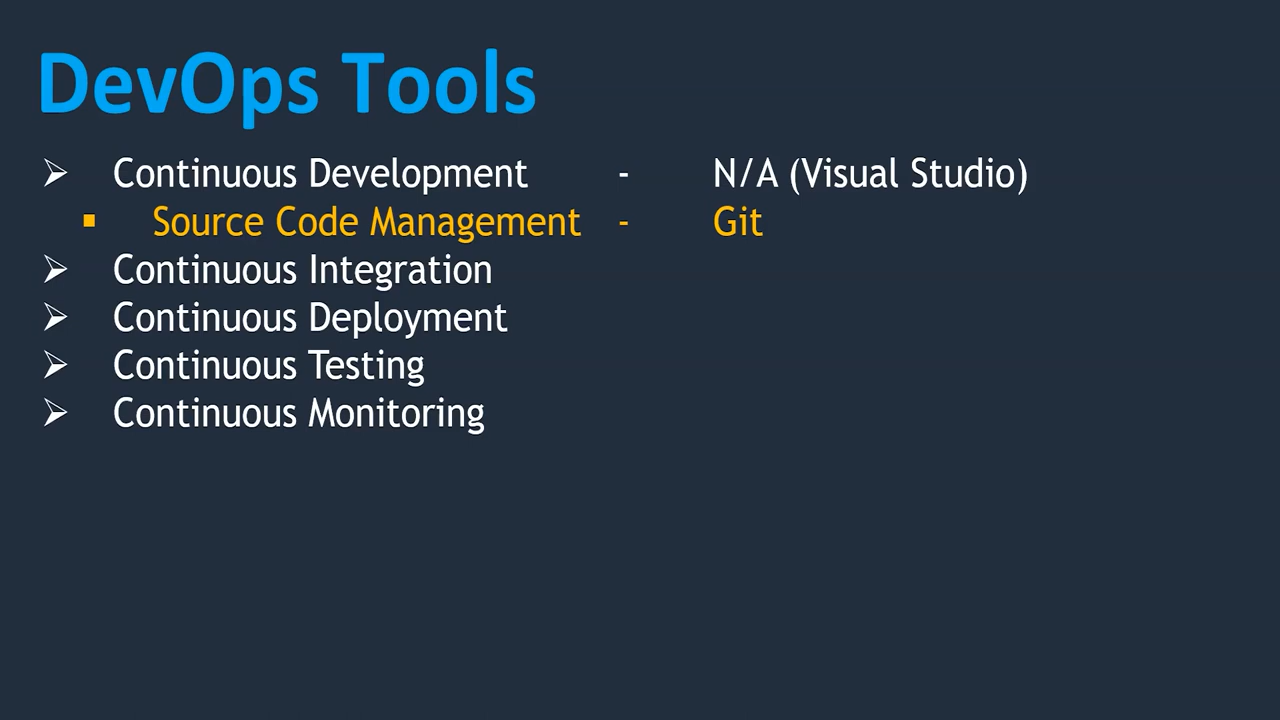 DevOps Tools
➢ Continuous Development - N/A (Visual Studio)
▪ Source Code Management - Git
➢ Continuous Integration
➢ Continuous Deployment
➢ Continuous Testing
➢ Continuous Monitoring